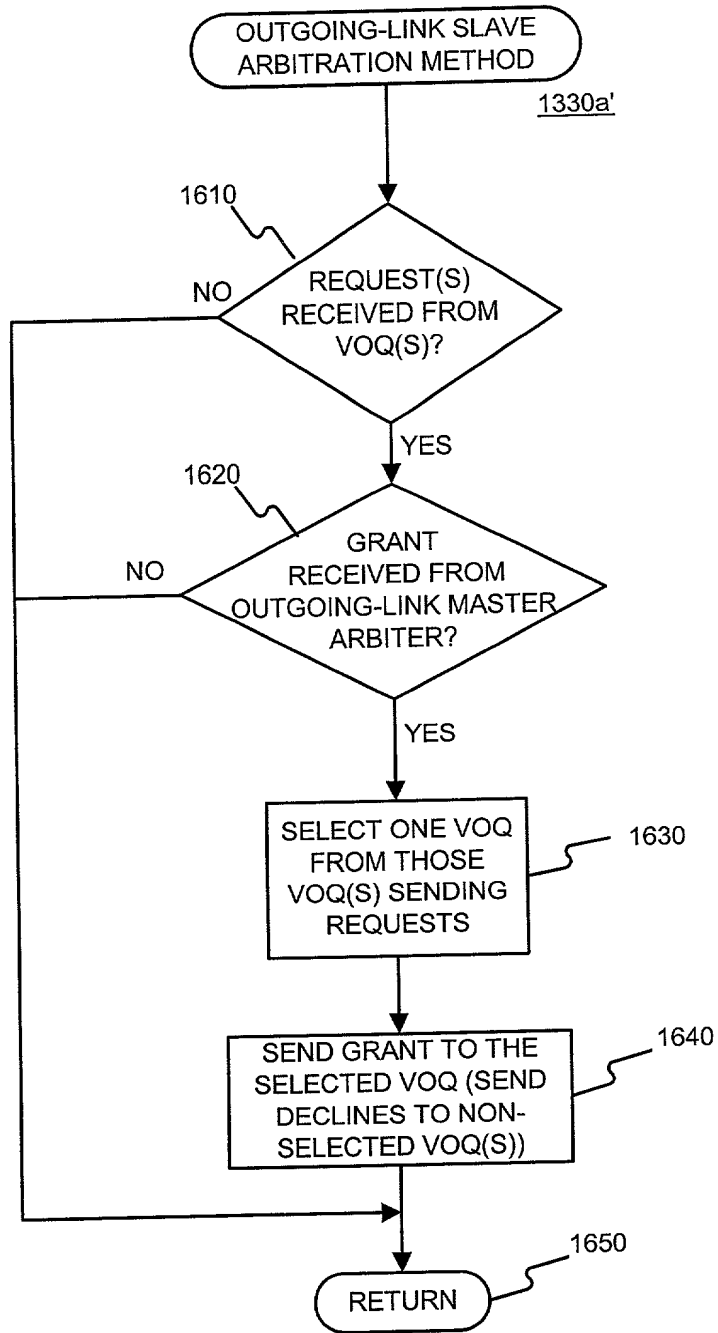 OUTGOING-LINK SLAVE
ARBITRATION METHOD
1330a'
1610
REQUEST(S)
RECEIVED FROM
VOQ(S)?
NO
YES
1620
GRANT
RECEIVED FROM
OUTGOING-LINK MASTER
ARBITER?
NO
YES
SELECT ONE VOQ
FROM THOSE
VOQ(S) SENDING
REQUESTS
1630
SEND GRANT TO THE
SELECTED VOQ (SEND
DECLINES TO NON-
SELECTED VOQ(S))
1640
RETURN
1650